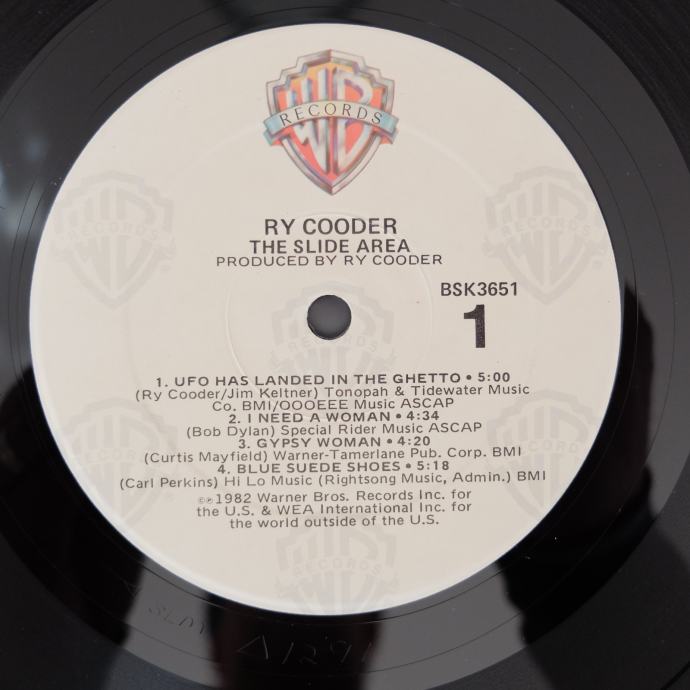 WB
RECORDS
RY COODER
THE SLIDE AREA
PRODUCED BY RY COODER
BSK3651
1
1. UFO HAS LANDED IN THE GHETTO • 5:00
(Ry Cooder/Jim Keltner) Tonopah & Tidewater Music
Co. BMI/OOOEEE Music ASCAP
2. I NEED A WOMAN • 4:34
(Bob Dylan) Special Rider Music ASCAP
3. GYPSY WOMAN • 4:20
(Curtis Mayfield) Warner-Tamerlane Pub. Corp. BMI
4. BLUE SUEDE SHOES • 5:18
(Carl Perkins) Hi Lo Music (Rightsong Music, Admin.) BMI
©℗1982 Warner Bros. Records Inc. for
the U.S. & WEA International Inc. for
the world outside of the U.S.